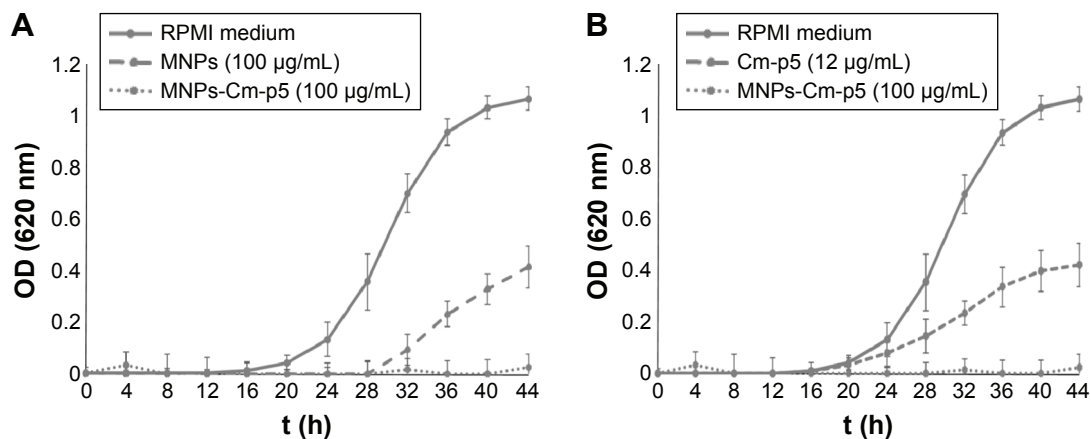 A
RPMI medium
MNPs (100 µg/mL)
MNPs-Cm-p5 (100 µg/mL)
1.2
1
0.8
0.6
0.4
0.2
0
OD (620 nm)
0 4 8 12 16 20 24 28 32 36 40 44
t (h)
B
RPMI medium
Cm-p5 (12 µg/mL)
MNPs-Cm-p5 (100 µg/mL)
1.2
1
0.8
0.6
0.4
0.2
0
OD (620 nm)
0 4 8 12 16 20 24 28 32 36 40 44
t (h)